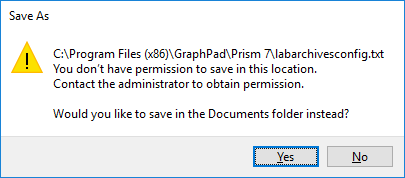 Save As
C:\Program Files (x86)\GraphPad\Prism 7\labarchivesconfig.txt
You don't have permission to save in this location.
Contact the administrator to obtain permission.
Would you like to save in the Documents folder instead?
Yes
No